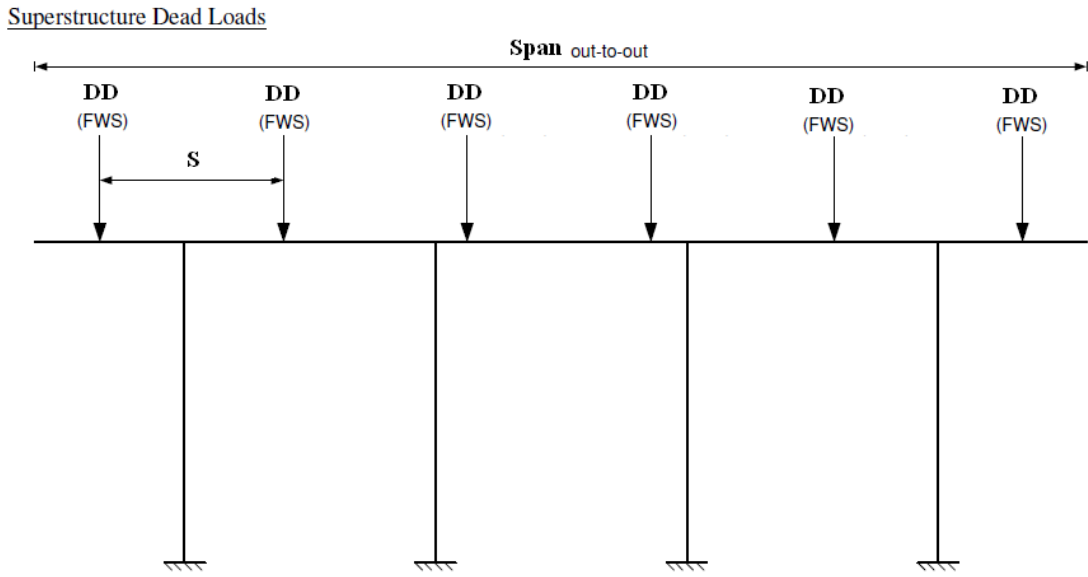 Superstructure Dead Loads
Span out-to-out
DD DD DD DD DD DD
(FWS) (FWS) (FWS) (FWS) (FWS) (FWS)
S